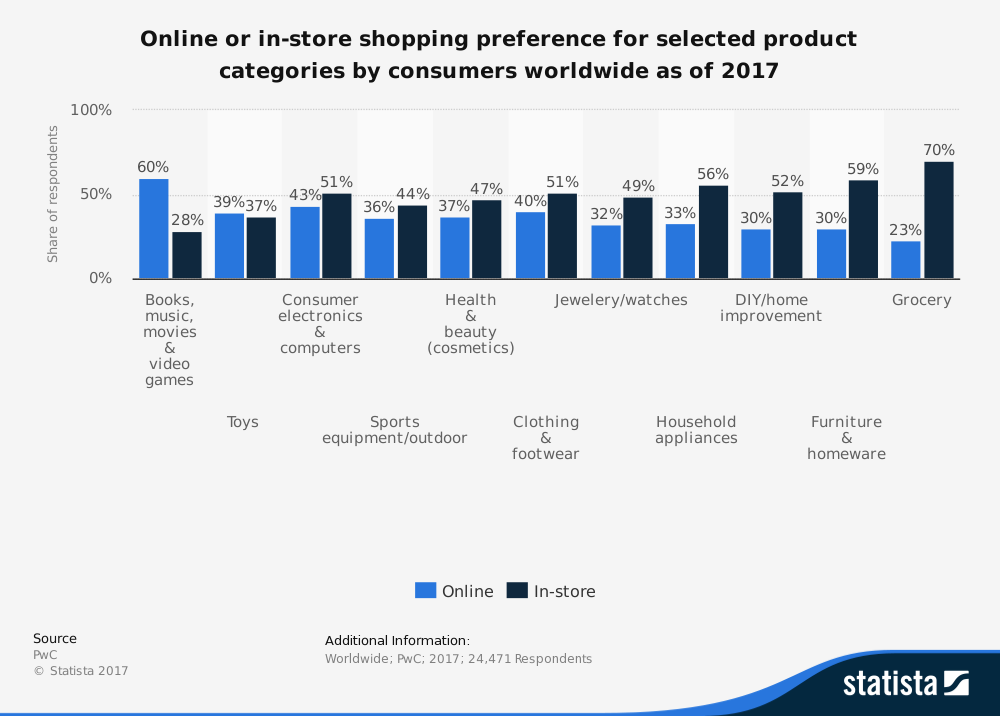 Online or in-store shopping preference for selected product
categories by consumers worldwide as of 2017
Share of respondents
100%
50%
0%
60%
28%
39%
37%
43%
51%
36%
44%
37%
47%
40%
51%
32%
49%
33%
56%
30%
52%
30%
59%
23%
70%
Books,
music,
movies
&
video
games
Toys
Consumer
electronics
&
computers
Sports
equipment/outdoor
Health
&
beauty
(cosmetics)
Clothing
&
footwear
Jewelery/watches
Household
appliances
DIY/home
improvement
Furniture
&
homeware
Grocery
Online
In-store
Source
PwC
© Statista 2017
Additional Information:
Worldwide; PwC; 2017; 24,471 Respondents
statista